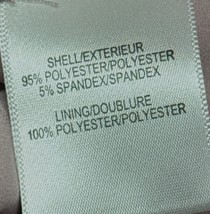 SHELL/EXTERIEUR
95% POLYESTER/POLYESTER
5% SPANDEX/SPANDEX
LINING/DOUBLURE
100% POLYESTER/POLYESTER